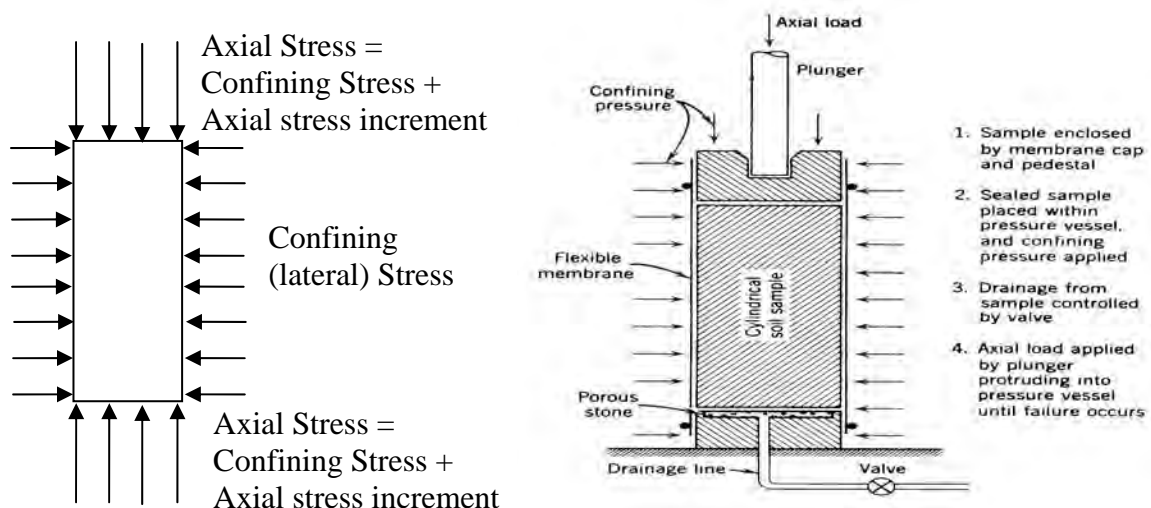 Axial Stress =
Confining Stress +
Axial stress increment
Confining
(lateral) Stress
Axial Stress =
Confining Stress +
Axial stress increment
Axial load
Plunger
Confining
pressure
Flexible
membrane
Cylindrical
soil sample
Porous
stone
Drainage line
Valve
1. Sample enclosed
by membrane cap
and pedestal
2. Sealed sample
placed within
pressure vessel,
and confining
pressure applied
3. Drainage from
sample controlled
by valve
4. Axial load applied
by plunger
protruding into
pressure vessel
until failure occurs